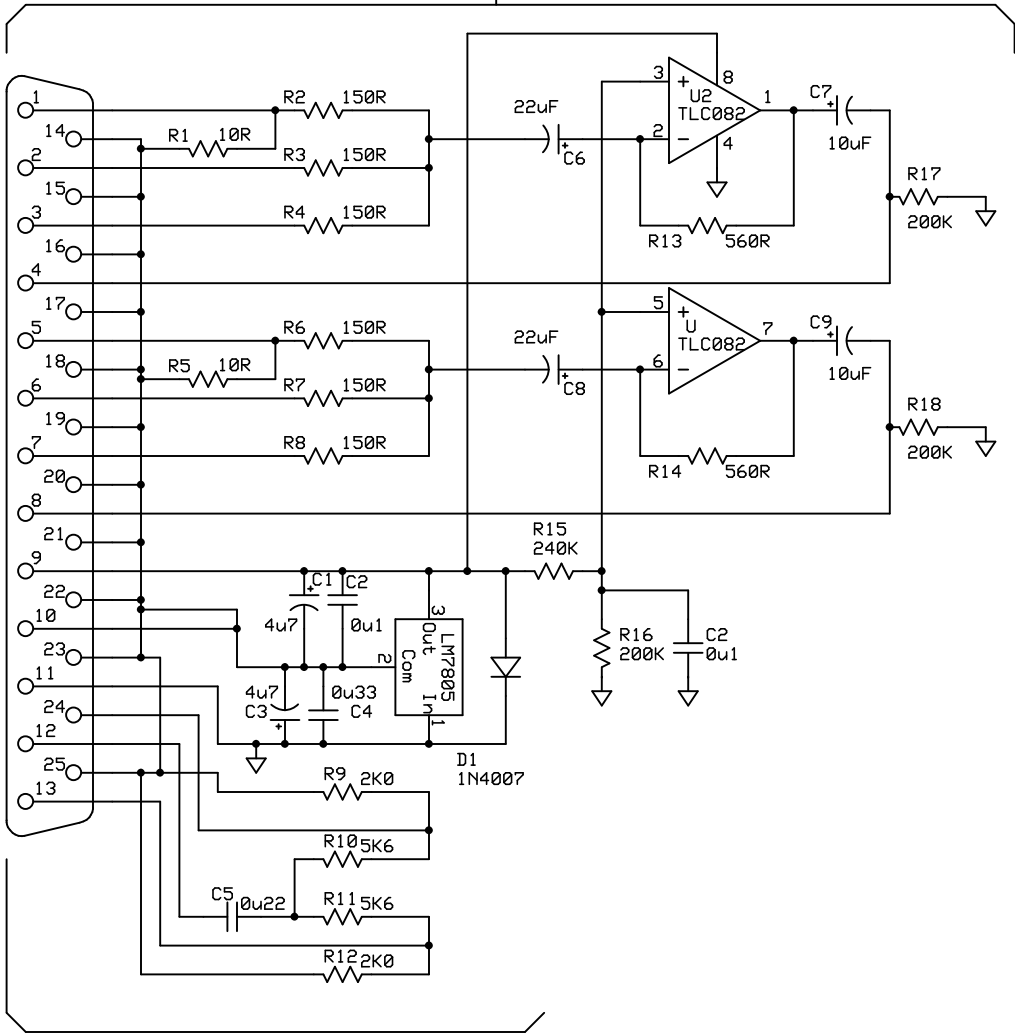 1
14
2
15
3
16
4
17
5
18
6
19
7
20
8
21
9
22
10
23
11
24
12
25
13
R1 10R
R2 150R
R3 150R
R4 150R
R5 10R
R6 150R
R7 150R
R8 150R
22uF
C6
3
2
8
1
4
U2
TLC082
R13 560R
C7
10uF
R17
200K
22uF
C8
5
6
7
U
TLC082
R14 560R
C9
10uF
R18
200K
R15
240K
R16
200K
C2
0u1
C1
4u7
C2
0u1
4u7
C3
0u33
C4
3
Out
2
Com
LM7805
In
1
D1
1N4007
R9 2K0
R10 5K6
C5 0u22
R11 5K6
R12 2K0